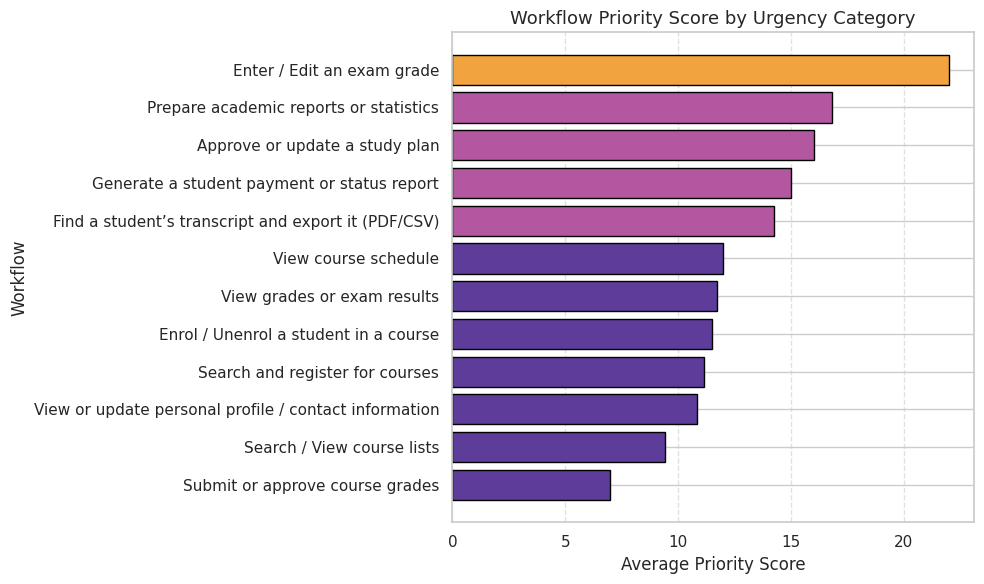 Workflow Priority Score by Urgency Category
Workflow
Enter / Edit an exam grade
Prepare academic reports or statistics
Approve or update a study plan
Generate a student payment or status report
Find a student’s transcript and export it (PDF/CSV)
View course schedule
View grades or exam results
Enrol / Unenrol a student in a course
Search and register for courses
View or update personal profile / contact information
Search / View course lists
Submit or approve course grades
0 5 10 15 20
Average Priority Score